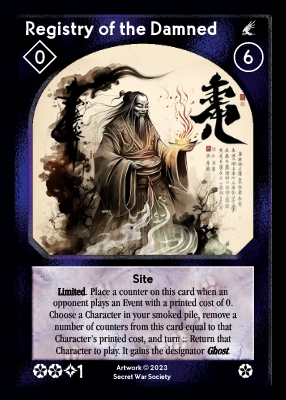 Registry of the Damned
0
6
Site
Limited. Place a counter on this card when an
opponent plays an Event with a printed cost of 0.
Choose a Character in your smoked pile, remove a
number of counters from this card equal to that
Character's printed cost, and turn :: Return that
Character to play. It gains the designator Ghost.
1
Artwork © 2023
Secret War Society